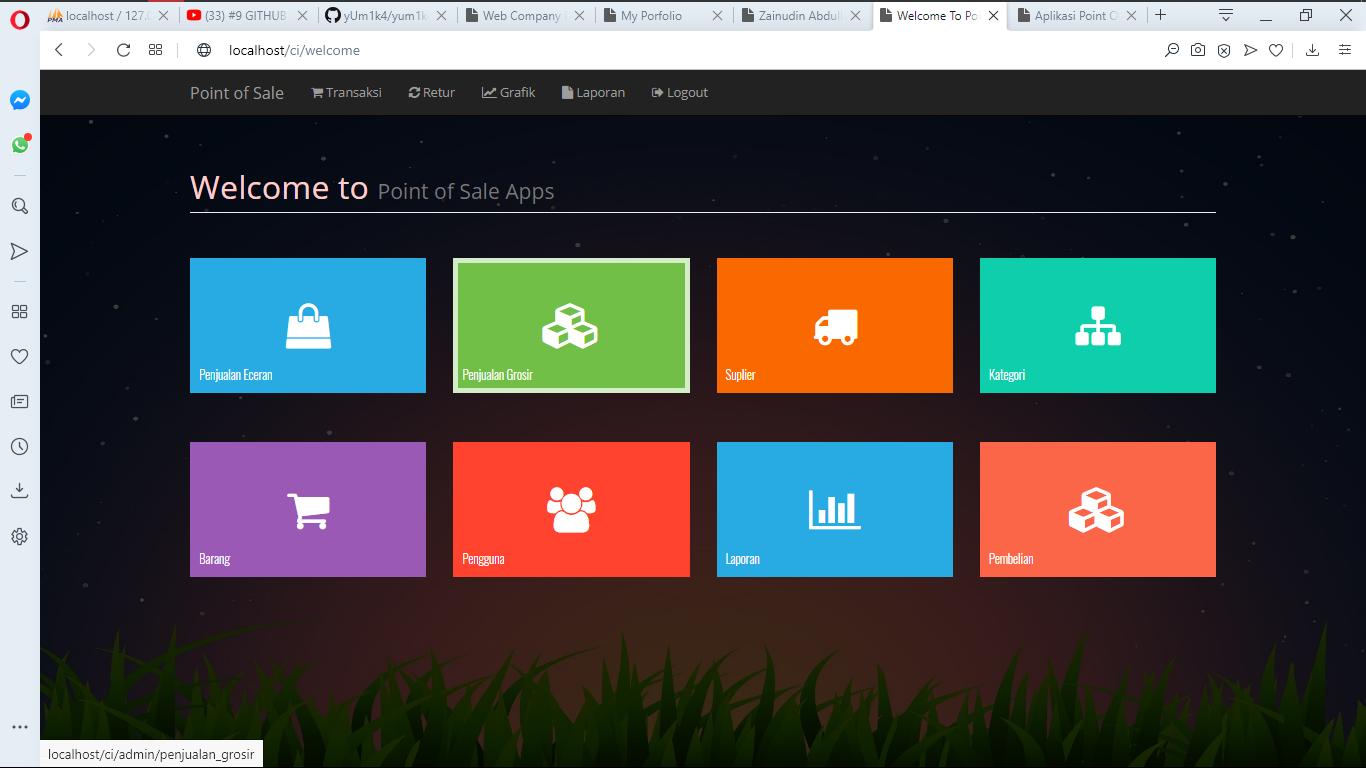 localhost / 127.0
(33) #9 GITHUB
yUm1k4/yum1k
Web Company
My Porfolio
Zainudin Abdull
Welcome To Po
Aplikasi Point O
localhost/ci/welcome
Point of Sale
Transaksi
Retur
Grafik
Laporan
Logout
Welcome to Point of Sale Apps
Penjualan Eceran
Penjualan Grosir
Suplier
Kategori
Barang
Pengguna
Laporan
Pembelian
localhost/ci/admin/penjualan_grosir